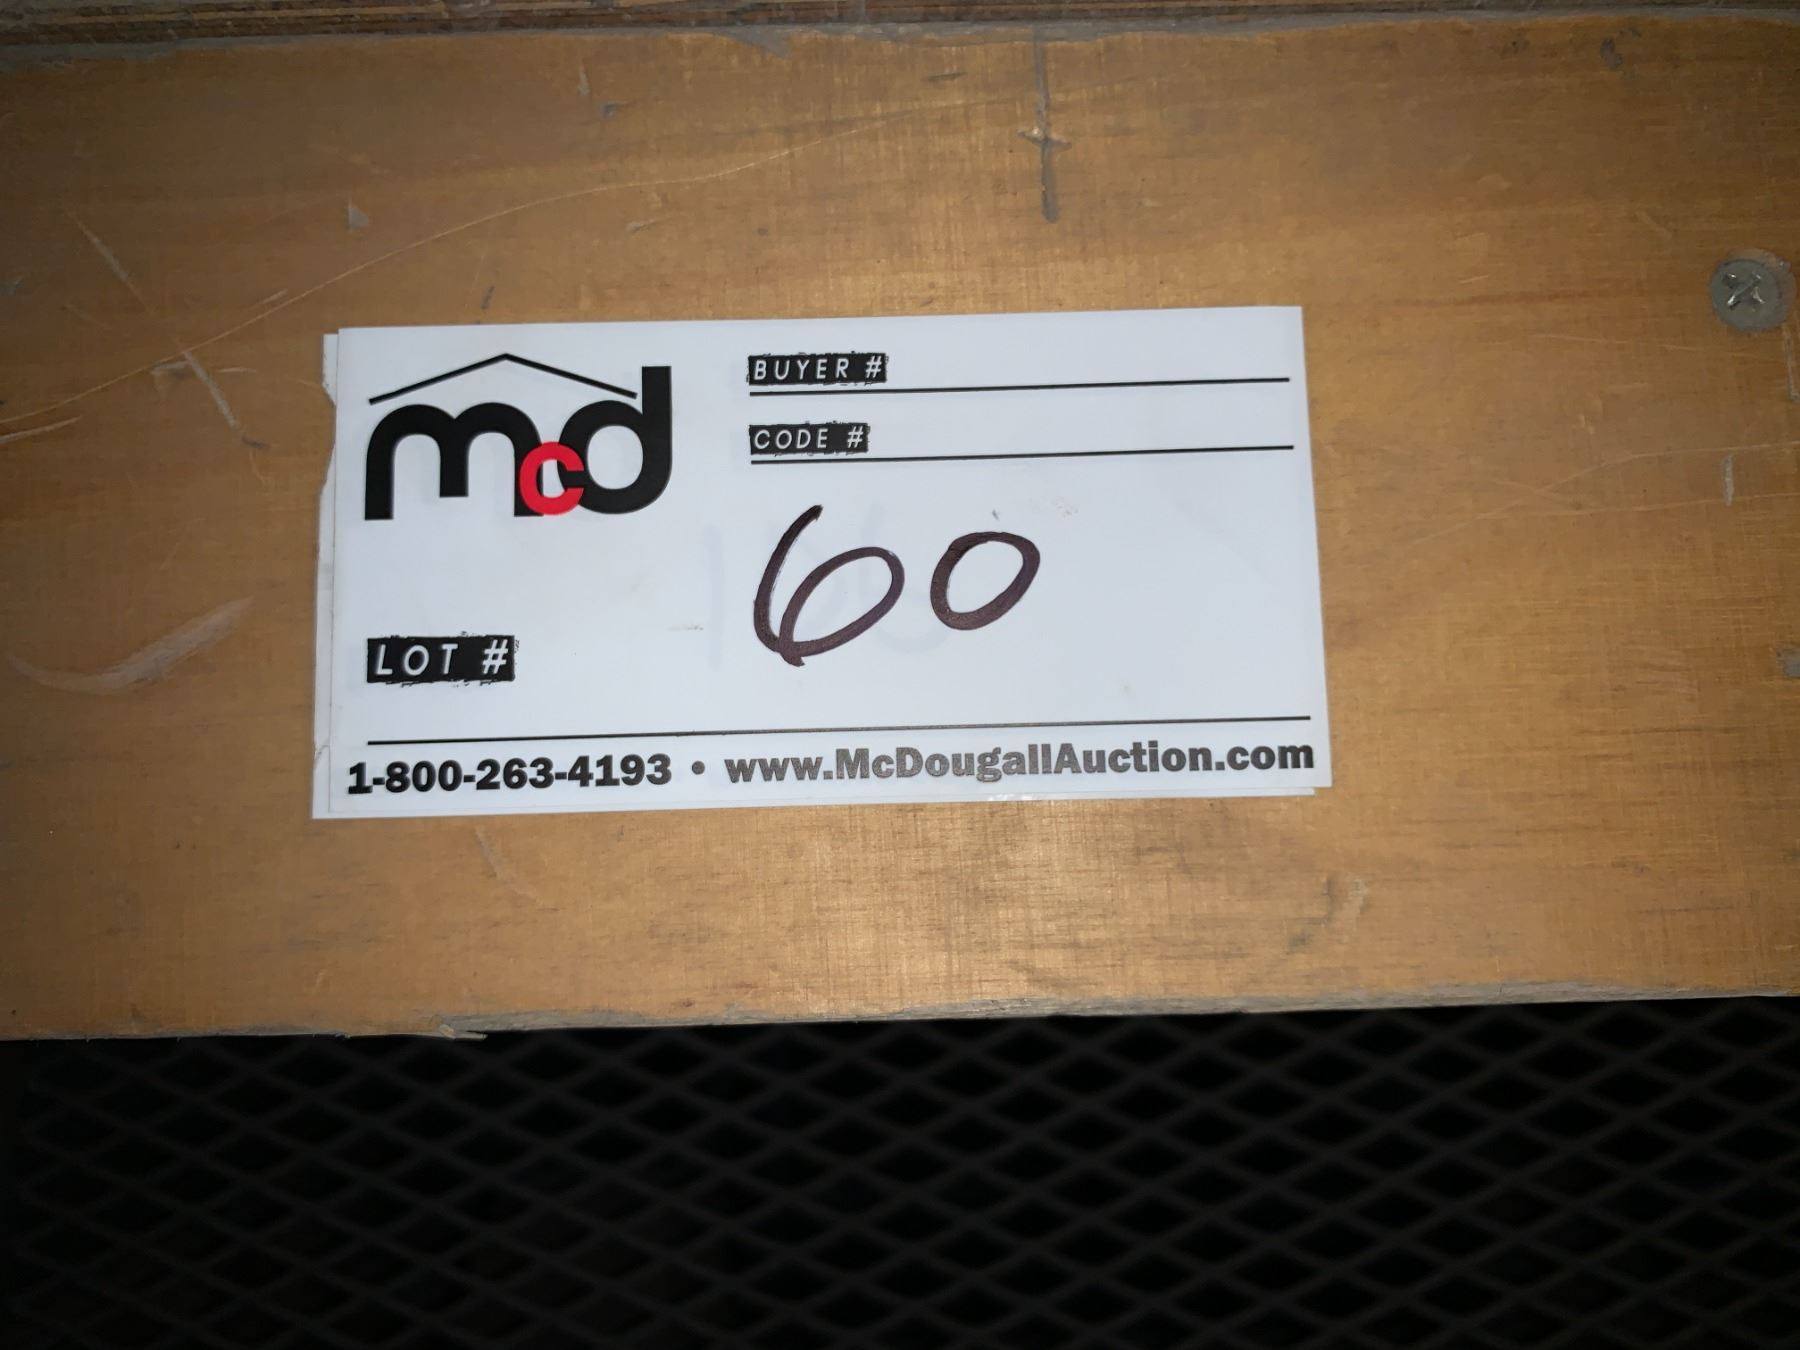 mcd
BUYER #
CODE #
60
LOT #
1-800-263-4193 • www.McDougallAuction.com